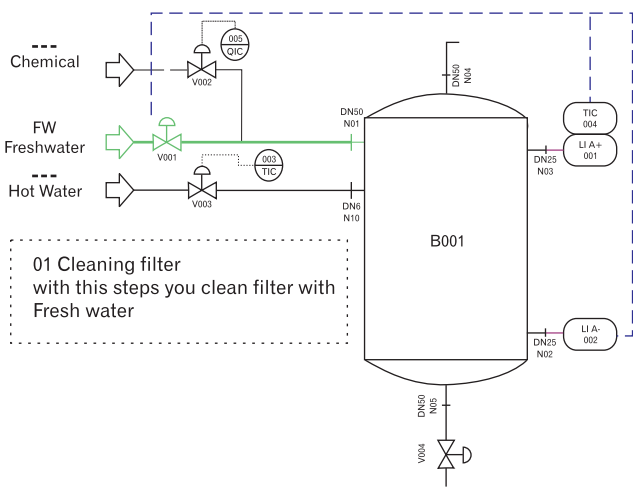 ---
Chemical
005
QIC
V002
DN50
N04
FW
Freshwater
V001
DN50
N01
TIC
004
LI A+
001
DN25
N03
---
Hot Water
003
TIC
V003
DN6
N10
B001
01 Cleaning filter
with this steps you clean filter with
Fresh water
LI A-
002
DN25
N02
DN50
N05
V004